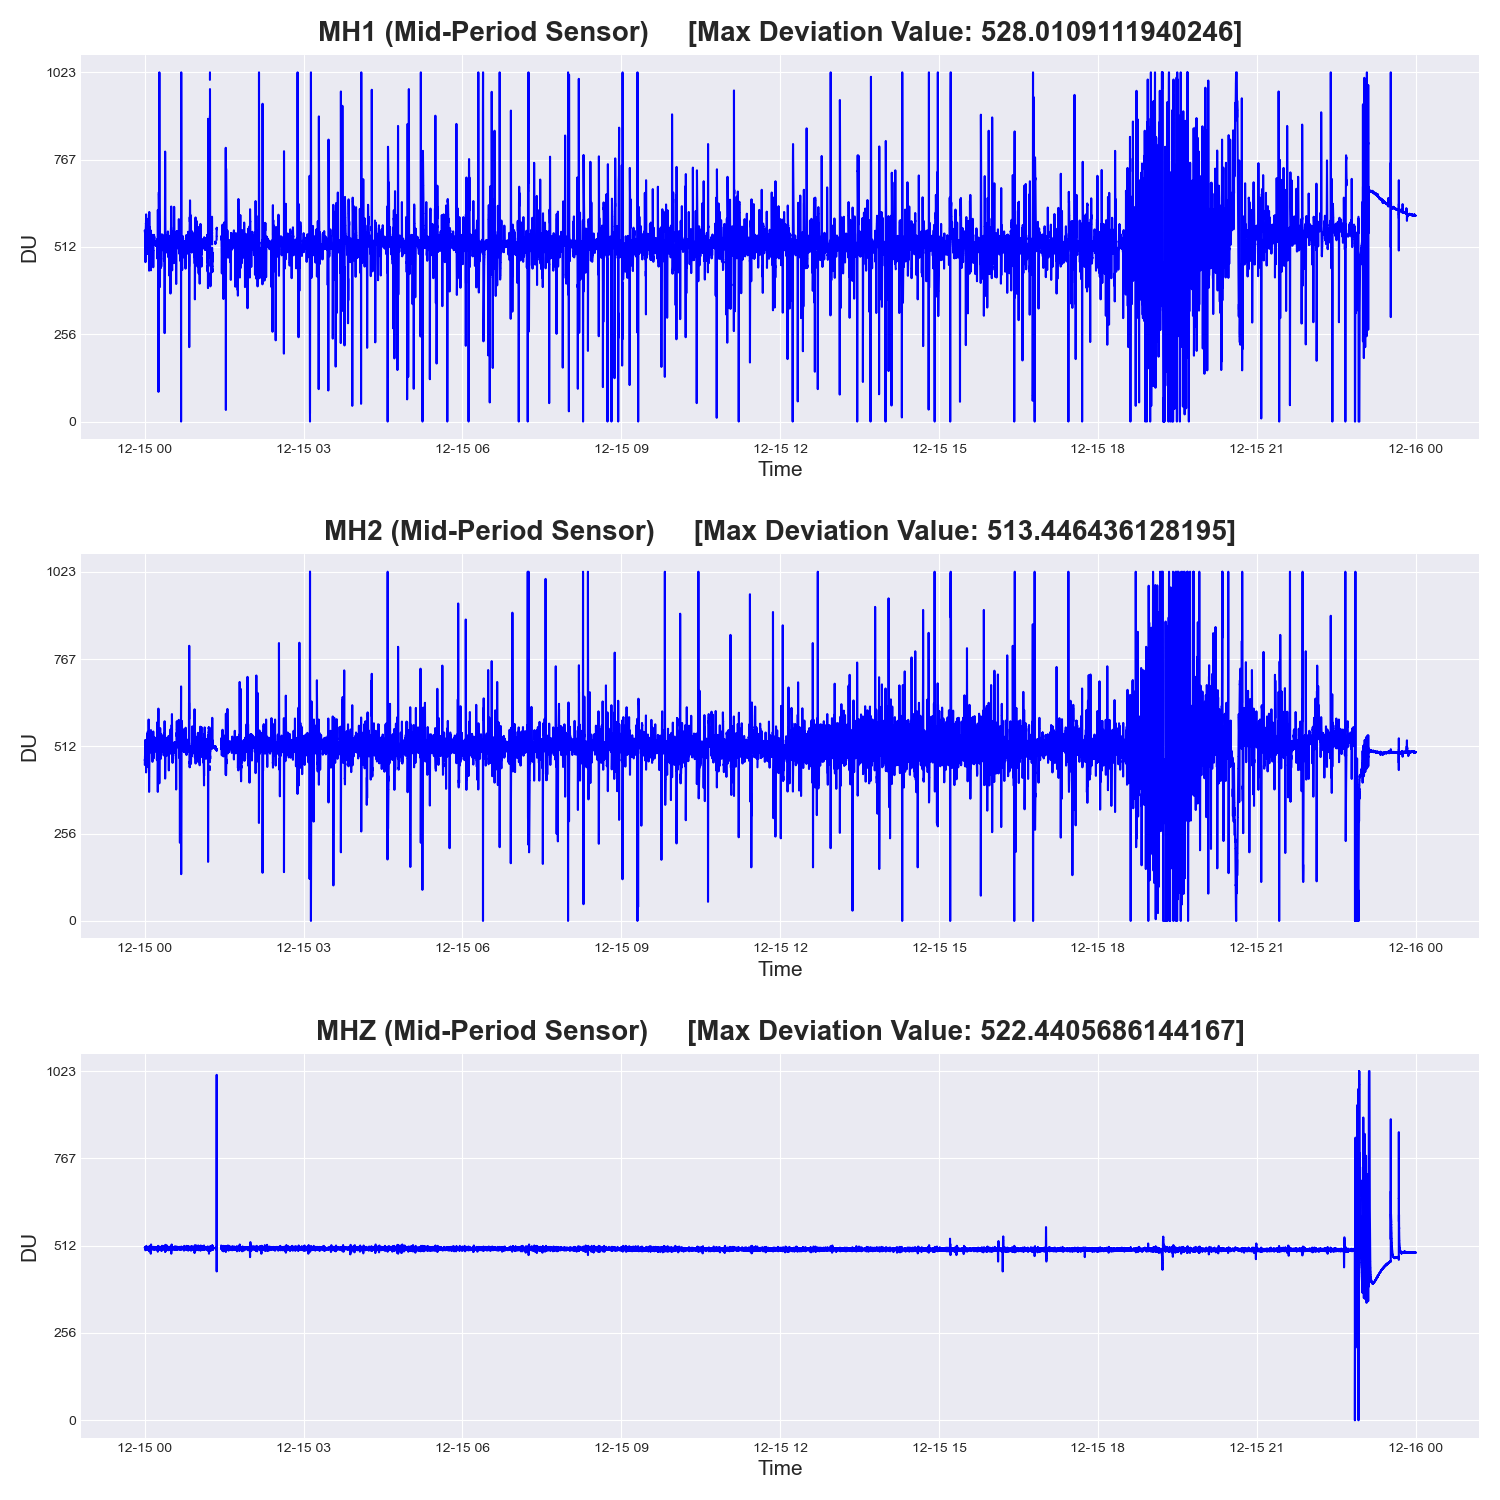 MH1 (Mid-Period Sensor) [Max Deviation Value: 528.0109111940246]
1023
767
512
256
0
DU
12-15 00 12-15 03 12-15 06 12-15 09 12-15 12 12-15 15 12-15 18 12-15 21 12-16 00
Time
MH2 (Mid-Period Sensor) [Max Deviation Value: 513.446436128195]
1023
767
512
256
0
DU
12-15 00 12-15 03 12-15 06 12-15 09 12-15 12 12-15 15 12-15 18 12-15 21 12-16 00
Time
MHZ (Mid-Period Sensor) [Max Deviation Value: 522.4405686144167]
1023
767
512
256
0
DU
12-15 00 12-15 03 12-15 06 12-15 09 12-15 12 12-15 15 12-15 18 12-15 21 12-16 00
Time